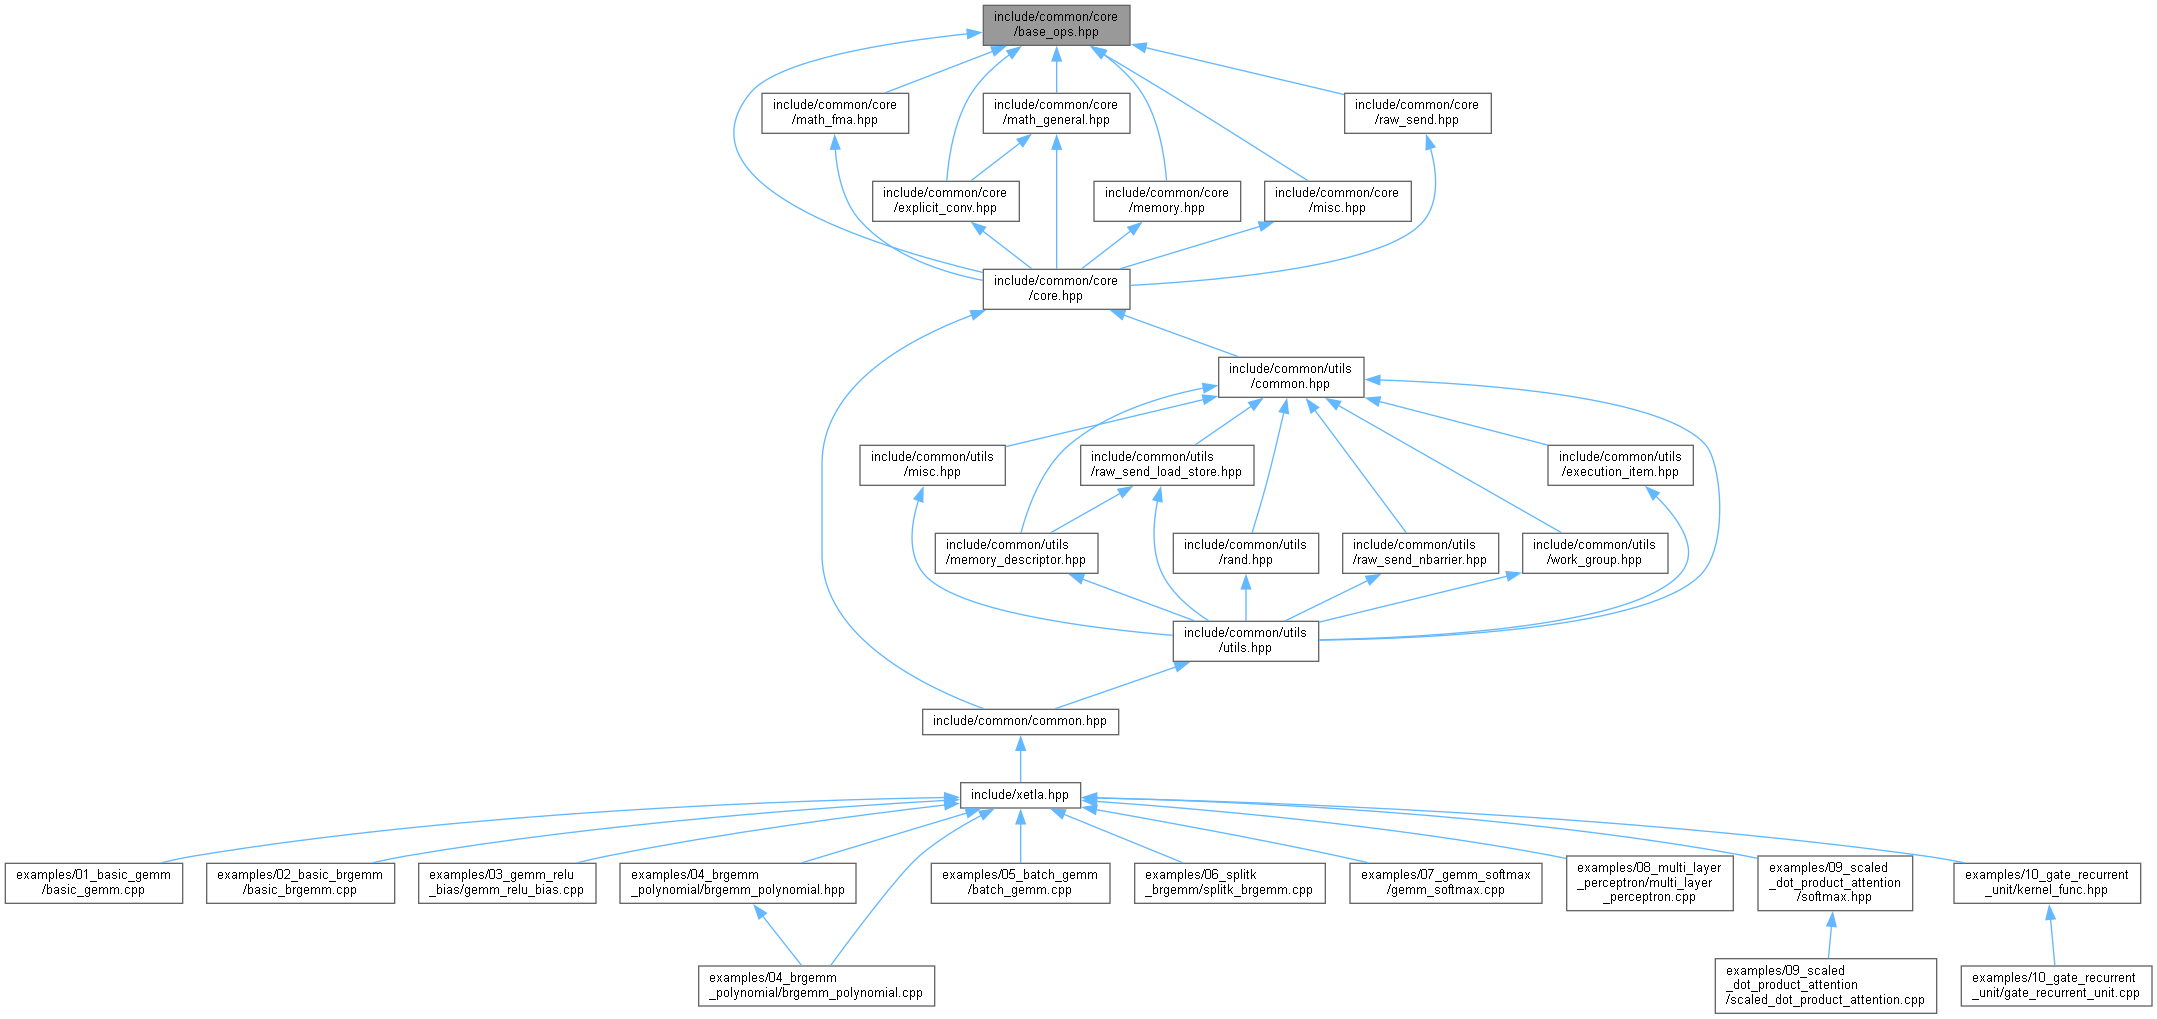 include/common/core
/base_ops.hpp
include/common/core
/math_fma.hpp
include/common/core
/math_general.hpp
include/common/core
/raw_send.hpp
include/common/core
/explicit_conv.hpp
include/common/core
/memory.hpp
include/common/core
/misc.hpp
include/common/core
/core.hpp
include/common/utils
/common.hpp
include/common/utils
/misc.hpp
include/common/utils
/raw_send_load_store.hpp
include/common/utils
/execution_item.hpp
include/common/utils
/memory_descriptor.hpp
include/common/utils
/rand.hpp
include/common/utils
/raw_send_nbarrier.hpp
include/common/utils
/work_group.hpp
include/common/utils
/utils.hpp
include/common/common.hpp
include/xetla.hpp
examples/01_basic_gemm
/basic_gemm.cpp
examples/02_basic_brgemm
/basic_brgemm.cpp
examples/03_gemm_relu
_bias/gemm_relu_bias.cpp
examples/04_brgemm
_polynomial/brgemm_polynomial.hpp
examples/05_batch_gemm
/batch_gemm.cpp
examples/06_splitk
_brgemm/splitk_brgemm.cpp
examples/07_gemm_softmax
/gemm_softmax.cpp
examples/08_multi_layer
_perceptron/multi_layer
_perceptron.cpp
examples/09_scaled
_dot_product_attention
/softmax.hpp
examples/10_gate_recurrent
_unit/kernel_func.hpp
examples/04_brgemm
_polynomial/brgemm_polynomial.cpp
examples/09_scaled
_dot_product_attention
/scaled_dot_product_attention.cpp
examples/10_gate_recurrent
_unit/gate_recurrent_unit.cpp